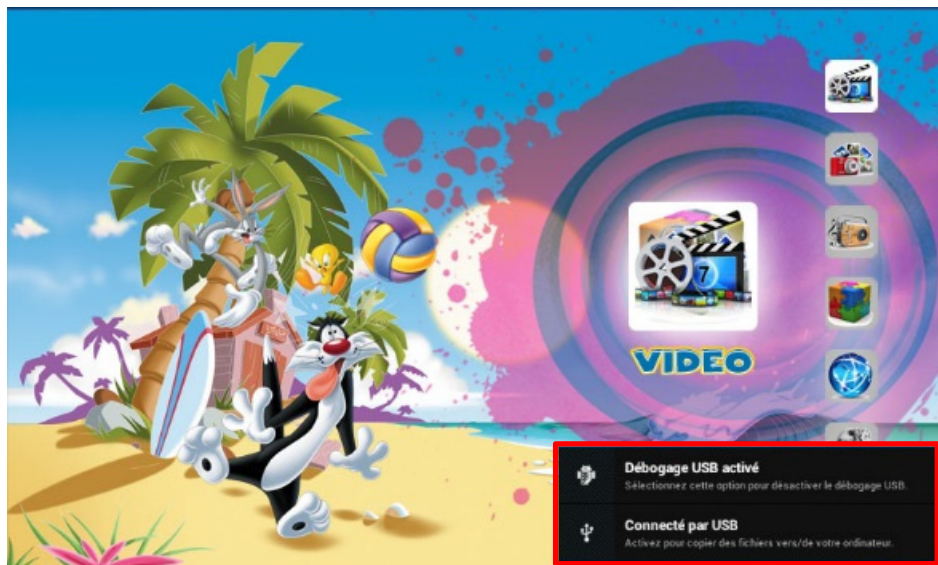 7
VIDEO
Débogage USB activé
Sélectionnez cette option pour désactiver le débogage USB.
Connecté par USB
Activez pour copier des fichiers vers/de votre ordinateur.